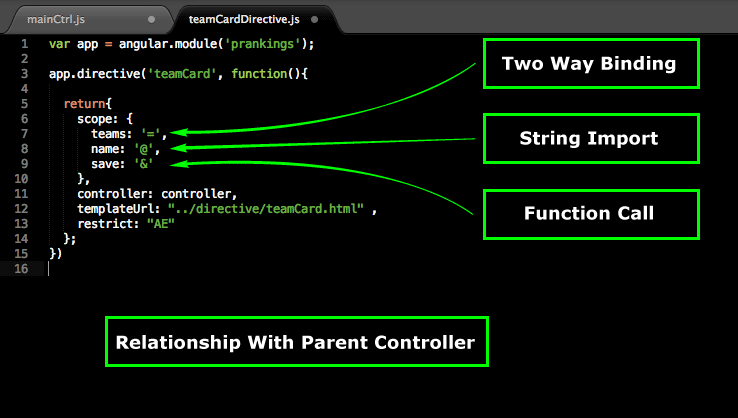 mainCtrl.js
teamCardDirective.js
1 var app = angular.module('prankings');
2
3 app.directive('teamCard', function(){
4
5 return{
6 scope: {
7 teams: '=',
8 name: '@',
9 save: '&'
10 },
11 controller: controller,
12 templateUrl: "../directive/teamCard.html" ,
13 restrict: "AE"
14 };
15 })
16
Two Way Binding
String Import
Function Call
Relationship With Parent Controller